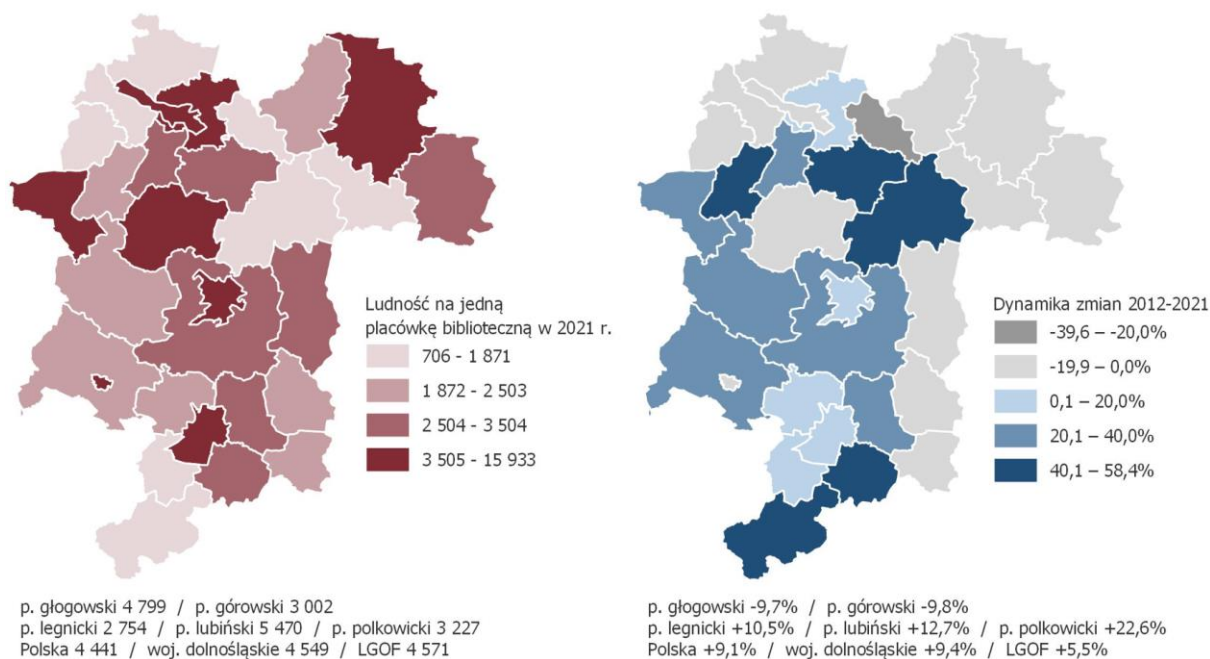 Ludność na jedną
placówkę biblioteczną w 2021 r.
706 - 1 871
1 872 - 2 503
2 504 - 3 504
3 505 - 15 933
p. głogowski 4 799 / p. górowski 3 002
p. legnicki 2 754 / p. lubiński 5 470 / p. polkowicki 3 227
Polska 4 441 / woj. dolnośląskie 4 549 / LGOF 4 571
Dynamika zmian 2012-2021
-39,6 – -20,0%
-19,9 – 0,0%
0,1 – 20,0%
20,1 – 40,0%
40,1 – 58,4%
p. głogowski -9,7% / p. górowski -9,8%
p. legnicki +10,5% / p. lubiński +12,7% / p. polkowicki +22,6%
Polska +9,1% / woj. dolnośląskie +9,4% / LGOF +5,5%